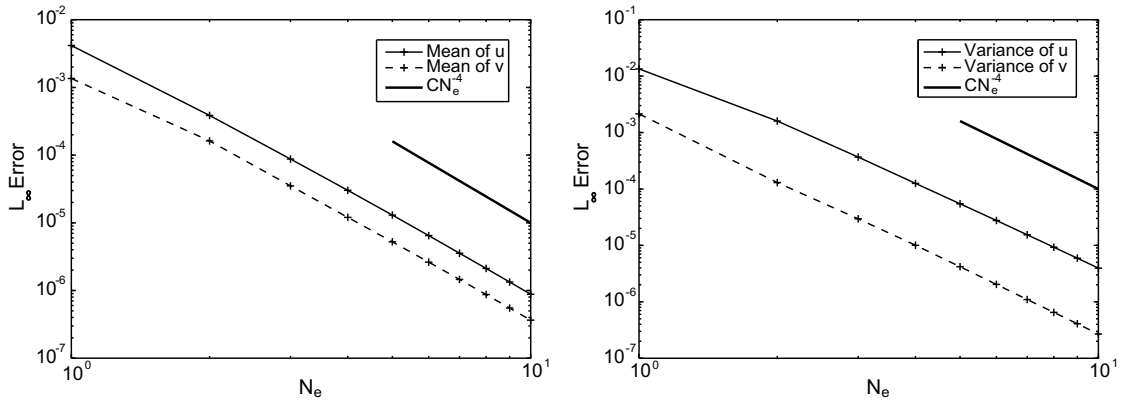 10^-2
10^-3
10^-4
10^-5
10^-6
10^-7
L∞ Error
10^0
10^1
N_e
Mean of u
Mean of v
CN_e^-4
10^0
10^-1
10^-2
10^-3
10^-4
10^-5
10^-6
10^-7
L∞ Error
10^0
10^1
N_e
Variance of u
Variance of v
CN_e^-4